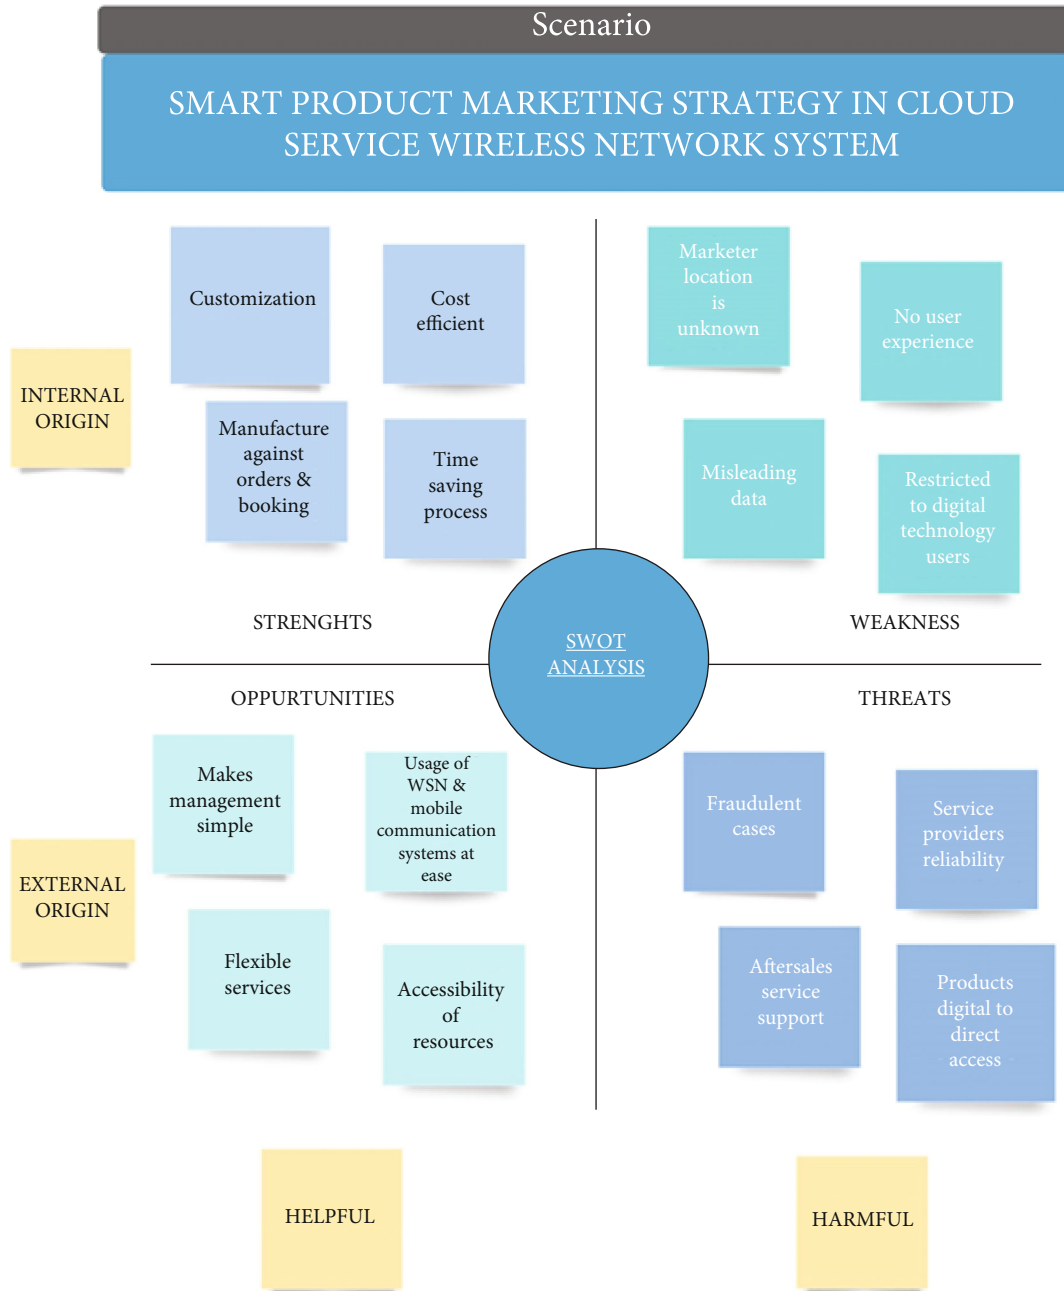 Scenario
SMART PRODUCT MARKETING STRATEGY IN CLOUD
SERVICE WIRELESS NETWORK SYSTEM
INTERNAL
ORIGIN
Customization
Cost
efficient
Manufacture
against
orders &
booking
Time
saving
process
STRENGHTS
Marketer
location
is
unknown
No user
experience
Misleading
data
Restricted
to digital
technology
users
WEAKNESS
SWOT
ANALYSIS
OPPURTUNITIES
EXTERNAL
ORIGIN
Makes
management
simple
Usage of
WSN &
mobile
communication
systems at
ease
Flexible
services
Accessibility
of
resources
THREATS
Fraudulent
cases
Service
providers
reliability
Aftersales
service
support
Products
digital to
direct
access
HELPFUL
HARMFUL